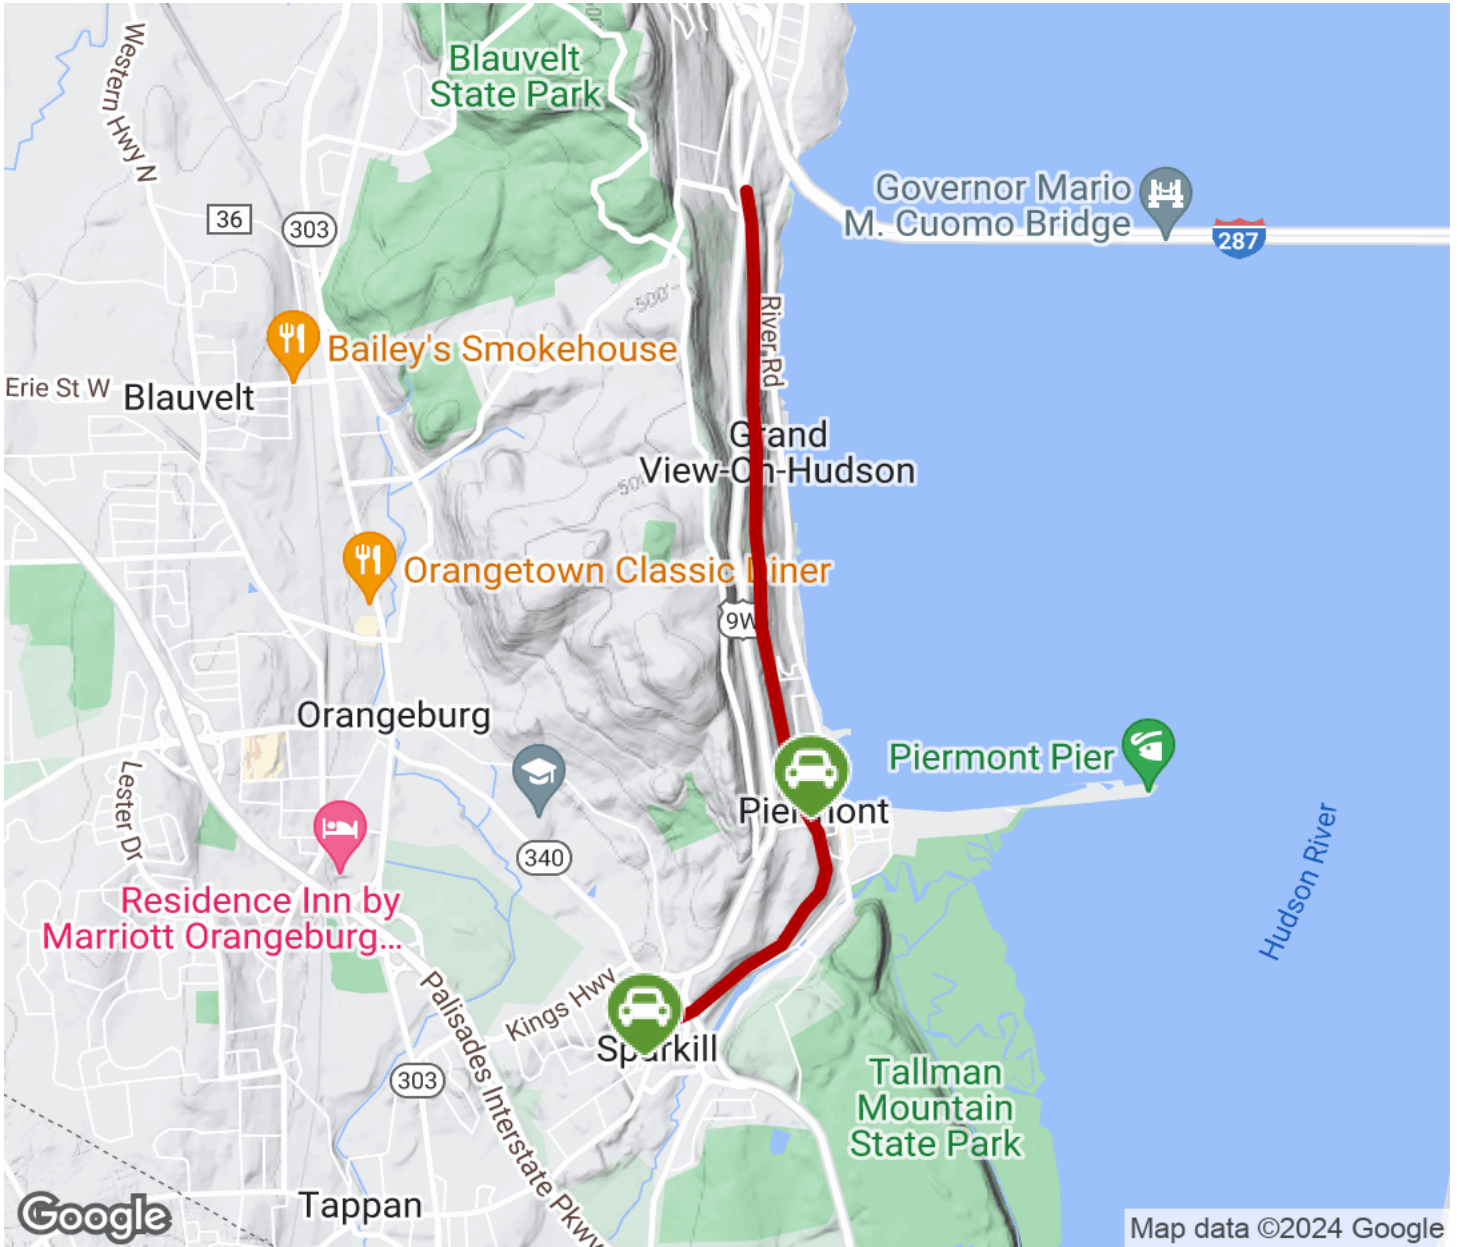 Western Hwy N
Blauvelt
State Park
36
303
Governor Mario
M. Cuomo Bridge
287
500'
River Rd
Bailey's Smokehouse
Erie St W
Blauvelt
Grand
View-On-Hudson
500
Orangetown Classic Diner
9W
Orangeburg
Lester Dr
Piermont Pier
Piermont
340
Residence Inn by
Marriott Orangeburg...
Hudson River
Kings Hwy
Palisades Interstate Pkwy
Sparkill
303
Tallman
Mountain
State Park
Tappan
Google
Map data ©2024 Google